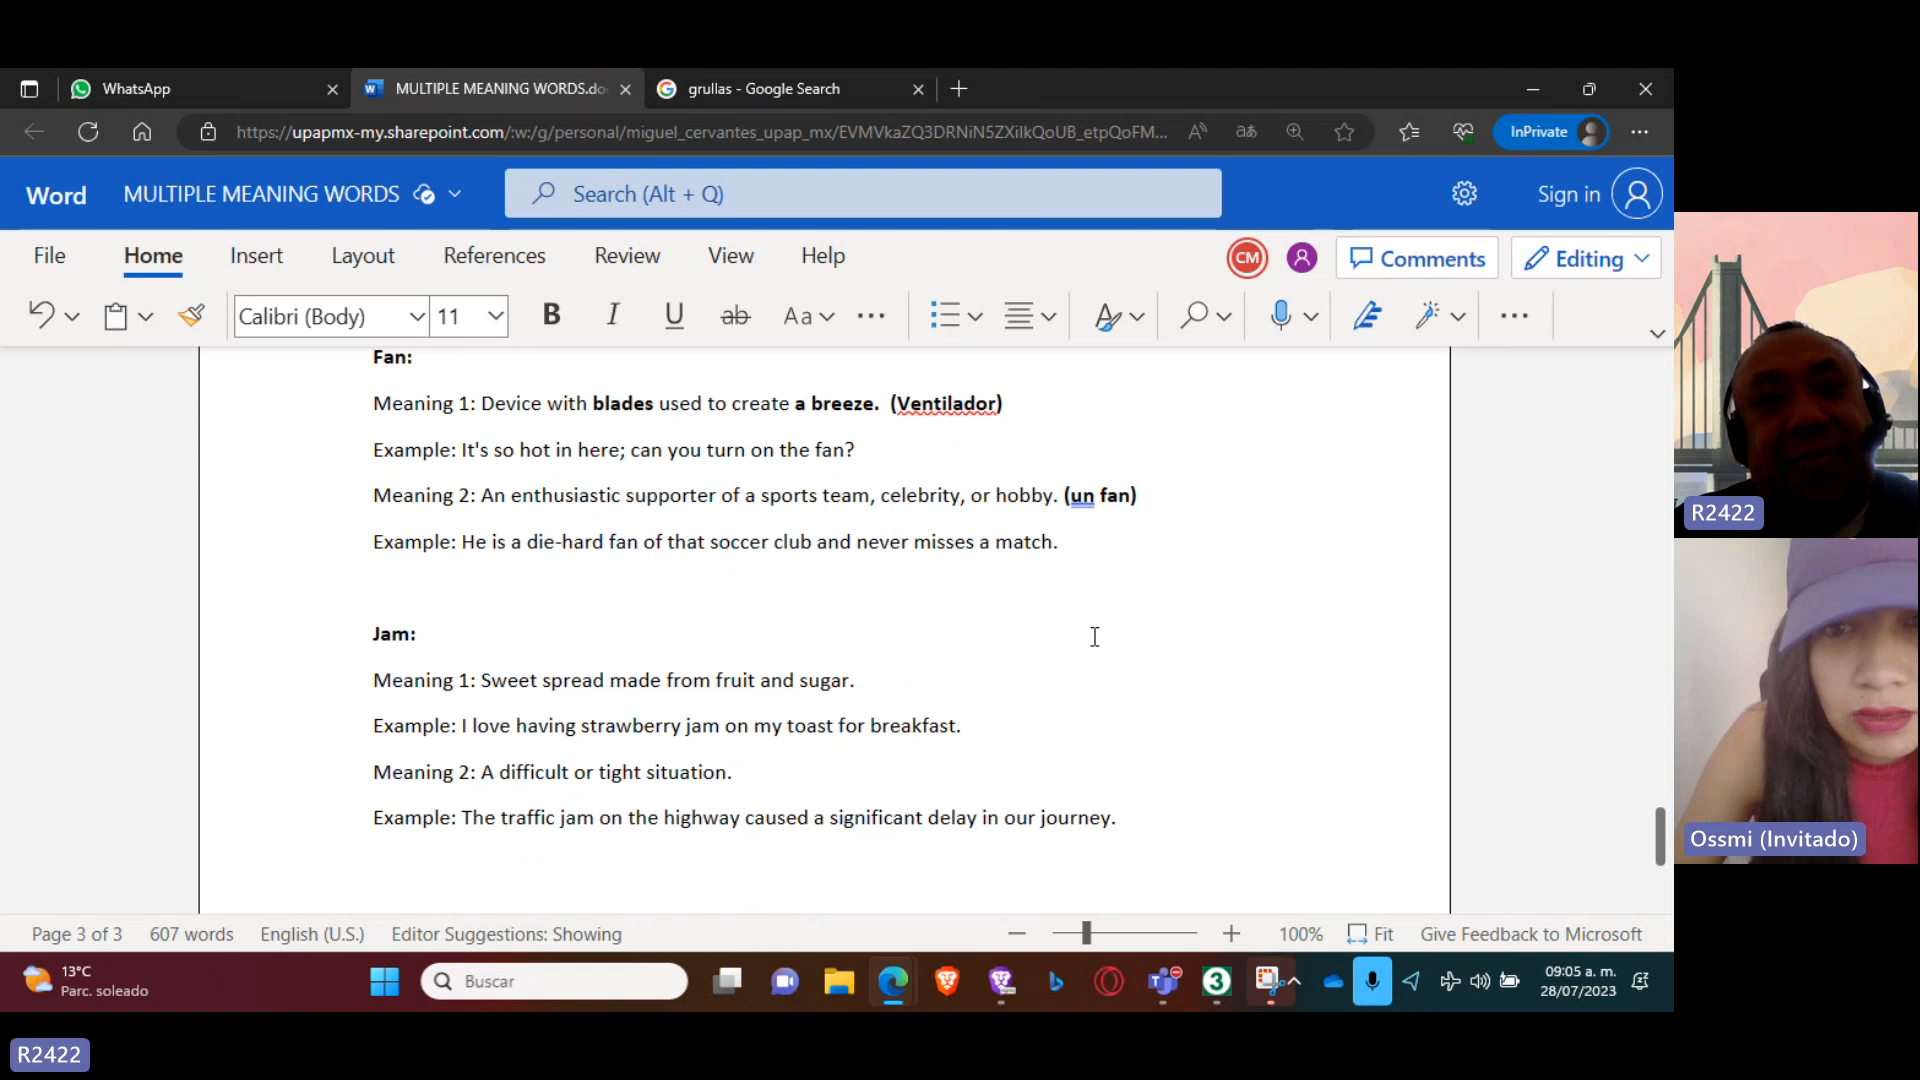 WhatsApp
MULTIPLE MEANING WORDS.do
grullas - Google Search
https://upapmx-my.sharepoint.com/:w:/g/personal/miguel_cervantes_upap_mx/EVMVkaZQ3DRNiN5ZXiIkQoUB_etpQoFM...
InPrivate
Word
MULTIPLE MEANING WORDS
Search (Alt + Q)
Sign in
File Home Insert Layout References Review View Help
CM
Comments
Editing
Calibri (Body)
11
Fan:
Meaning 1: Device with blades used to create a breeze. (Ventilador)
Example: It's so hot in here; can you turn on the fan?
Meaning 2: An enthusiastic supporter of a sports team, celebrity, or hobby. (un fan)
Example: He is a die-hard fan of that soccer club and never misses a match.
Jam:
Meaning 1: Sweet spread made from fruit and sugar.
Example: I love having strawberry jam on my toast for breakfast.
Meaning 2: A difficult or tight situation.
Example: The traffic jam on the highway caused a significant delay in our journey.
R2422
Ossmi (Invitado)
Page 3 of 3
607 words
English (U.S.)
Editor Suggestions: Showing
100%
Fit
Give Feedback to Microsoft
13°C
Parc. soleado
Buscar
09:05 a. m.
28/07/2023
R2422